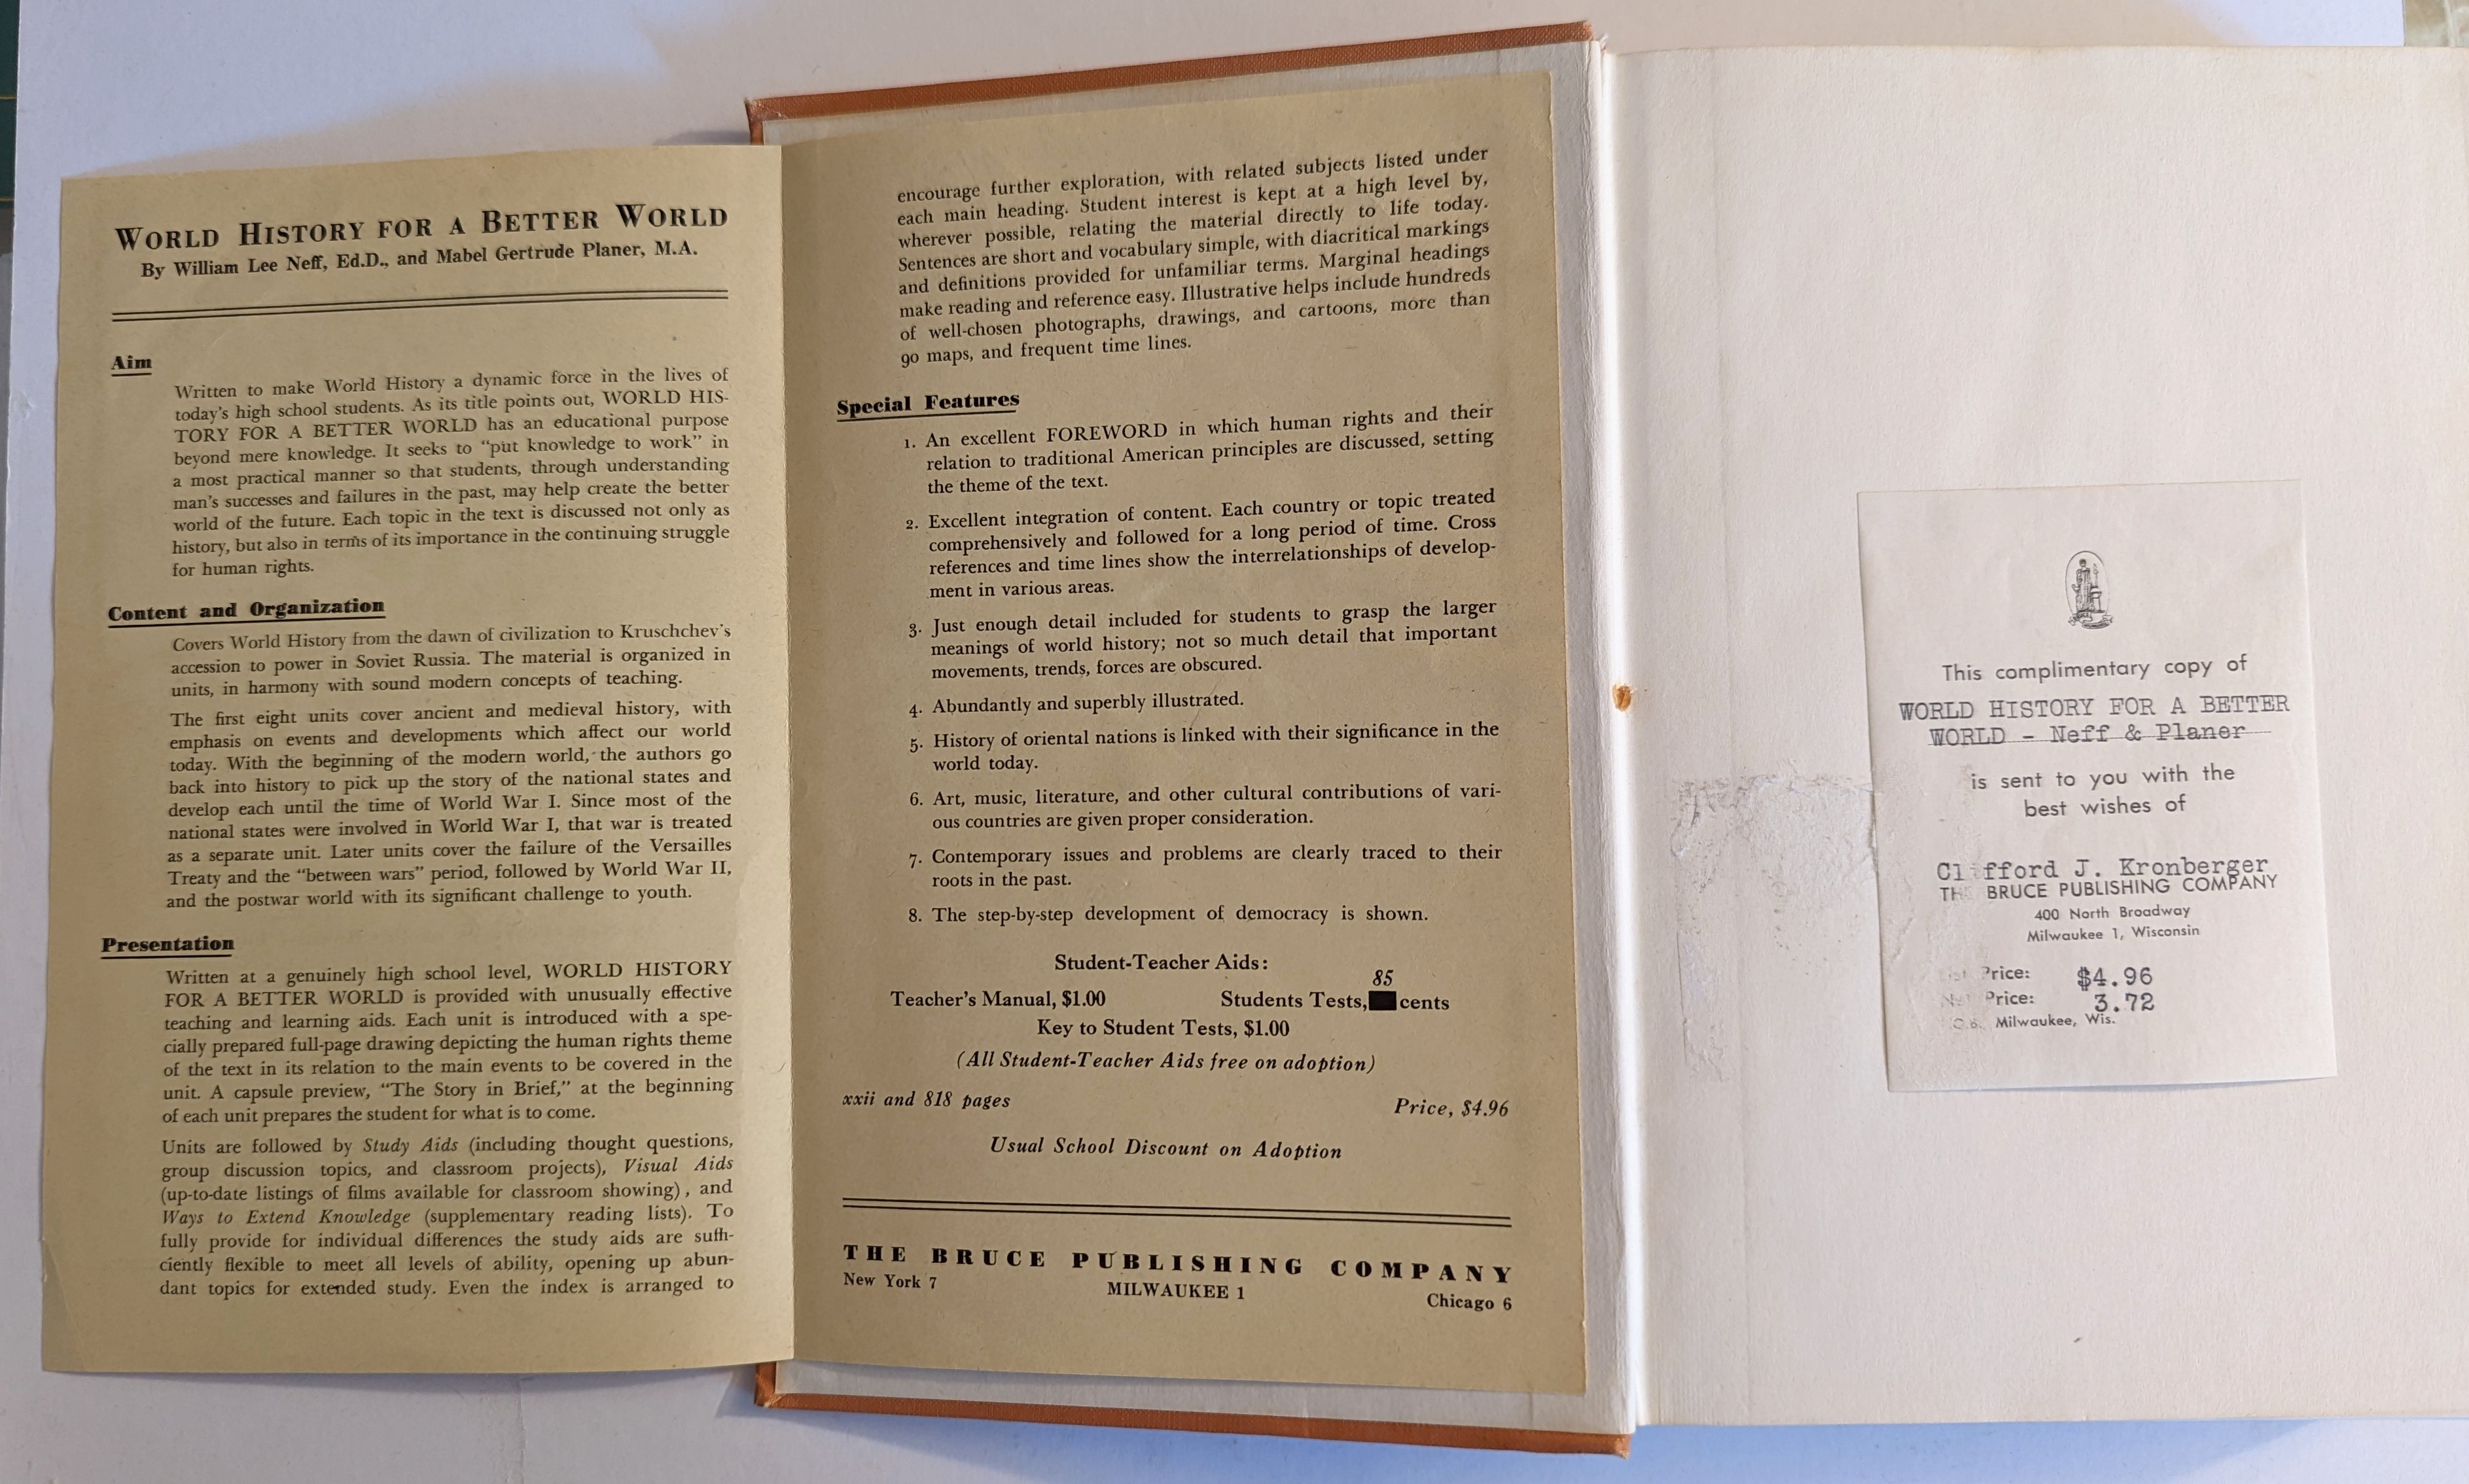 WORLD HISTORY FOR A BETTER WORLD
By William Lee Neff, Ed.D., and Mabel Gertrude Planer, M.A.
Aim
Written to make World History a dynamic force in the lives of
today's high school students. As its title points out, WORLD HIS-
TORY FOR A BETTER WORLD has an educational purpose
beyond mere knowledge. It seeks to "put knowledge to work" in
a most practical manner so that students, through understanding
man's successes and failures in the past, may help create the better
world of the future. Each topic in the text is discussed not only as
history, but also in terms of its importance in the continuing struggle
for human rights.
Content and Organization
Covers World History from the dawn of civilization to Kruschchev's
accession to power in Soviet Russia. The material is organized in
units, in harmony with sound modern concepts of teaching.
The first eight units cover ancient and medieval history, with
emphasis on events and developments which affect our world
today. With the beginning of the modern world, the authors go
back into history to pick up the story of the national states and
develop each until the time of World War I. Since most of the
national states were involved in World War I, that war is treated
as a separate unit. Later units cover the failure of the Versailles
Treaty and the "between wars" period, followed by World War II,
and the postwar world with its significant challenge to youth.
Presentation
Written at a genuinely high school level, WORLD HISTORY
FOR A BETTER WORLD is provided with unusually effective
teaching and learning aids. Each unit is introduced with a spe-
cially prepared full-page drawing depicting the human rights theme
of the text in its relation to the main events to be covered in the
unit. A capsule preview, "The Story in Brief," at the beginning
of each unit prepares the student for what is to come.
Units are followed by Study Aids (including thought questions,
group discussion topics, and classroom projects), Visual Aids
(up-to-date listings of films available for classroom showing), and
Ways to Extend Knowledge (supplementary reading lists). To
fully provide for individual differences the study aids are suffi-
ciently flexible to meet all levels of ability, opening up abun-
dant topics for extended study. Even the index is arranged to
encourage further exploration, with related subjects listed under
each main heading. Student interest is kept at a high level by,
wherever possible, relating the material directly to life today.
Sentences are short and vocabulary simple, with diacritical markings
and definitions provided for unfamiliar terms. Marginal headings
make reading and reference easy. Illustrative helps include hundreds
of well-chosen photographs, drawings, and cartoons, more than
90 maps, and frequent time lines.
Special Features
1. An excellent FOREWORD in which human rights and their
relation to traditional American principles are discussed, setting
the theme of the text.
2. Excellent integration of content. Each country or topic treated
comprehensively and followed for a long period of time. Cross
references and time lines show the interrelationships of develop-
ment in various areas.
3. Just enough detail included for students to grasp the larger
meanings of world history; not so much detail that important
movements, trends, forces are obscured.
4. Abundantly and superbly illustrated.
5. History of oriental nations is linked with their significance in the
world today.
6. Art, music, literature, and other cultural contributions of vari-
ous countries are given proper consideration.
7. Contemporary issues and problems are clearly traced to their
roots in the past.
8. The step-by-step development of democracy is shown.
Student-Teacher Aids:
85
Teacher's Manual, $1.00 Students Tests, cents
Key to Student Tests, $1.00
(All Student-Teacher Aids free on adoption)
xxii and 818 pages Price, $4.96
Usual School Discount on Adoption
THE BRUCE PUBLISHING COMPANY
New York 7 MILWAUKEE 1 Chicago 6
This complimentary copy of
WORLD HISTORY FOR A BETTER
WORLD - Neff & Planer
is sent to you with the
best wishes of
Clifford J. Kronberger
THE BRUCE PUBLISHING COMPANY
400 North Broadway
Milwaukee 1, Wisconsin
Price: $4.96
Price: 3.72
Milwaukee, Wis.